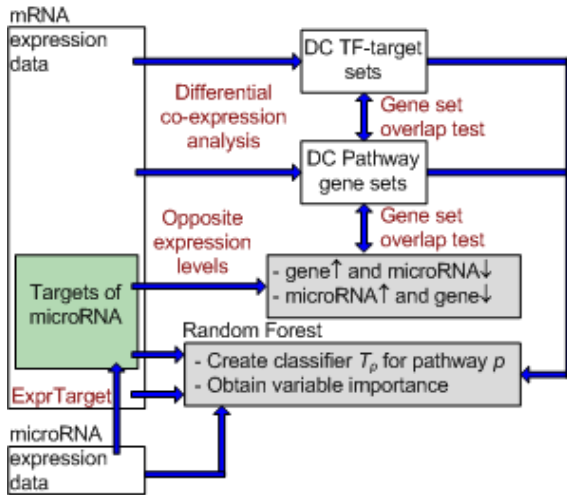 mRNA
expression
data
DC TF-target
sets
Differential
co-expression
analysis
Gene set
overlap test
DC Pathway
gene sets
Opposite
expression
levels
Gene set
overlap test
Targets of
microRNA
- gene↑ and microRNA↓
- microRNA↑ and gene↓
Random Forest
- Create classifier Tp for pathway p
- Obtain variable importance
ExprTarget
microRNA
expression
data